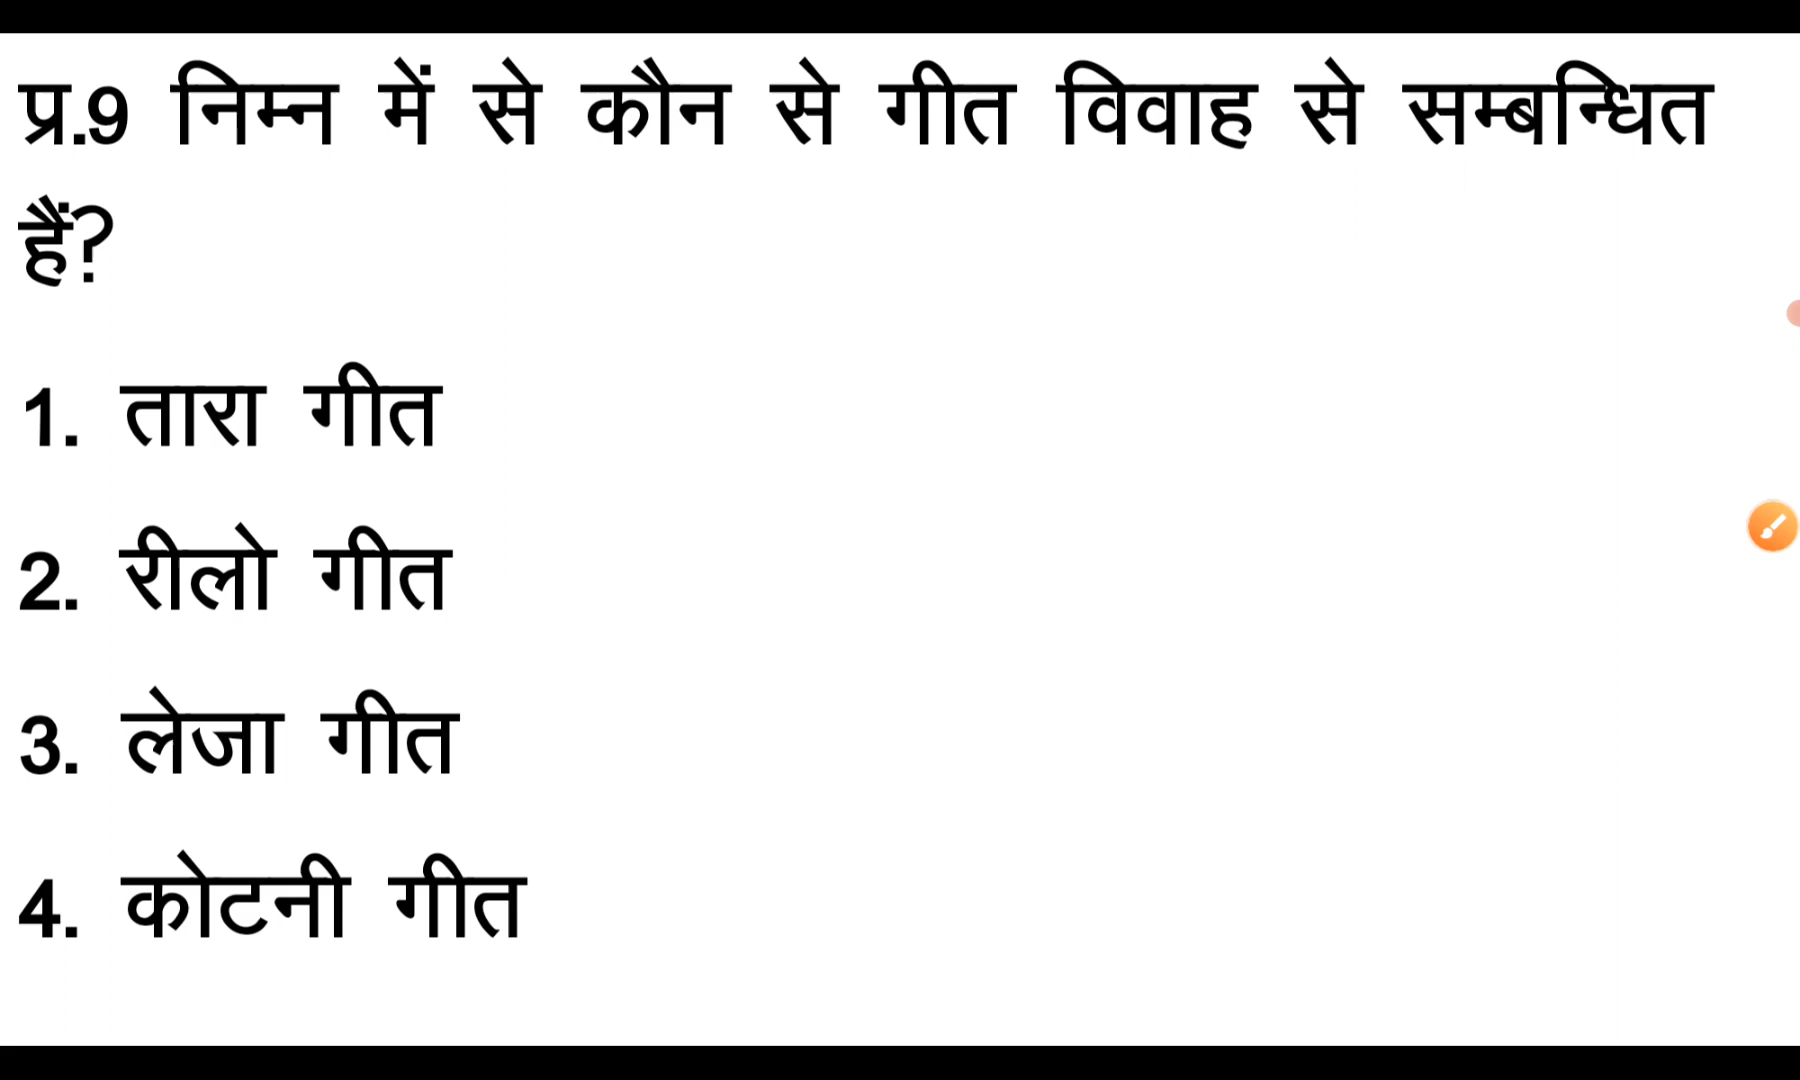 प्र.9 निम्न में से कौन से गीत विवाह से सम्बन्धित
हैं?
1. तारा गीत
2. रीलो गीत
3. लेजा गीत
4. कोटनी गीत